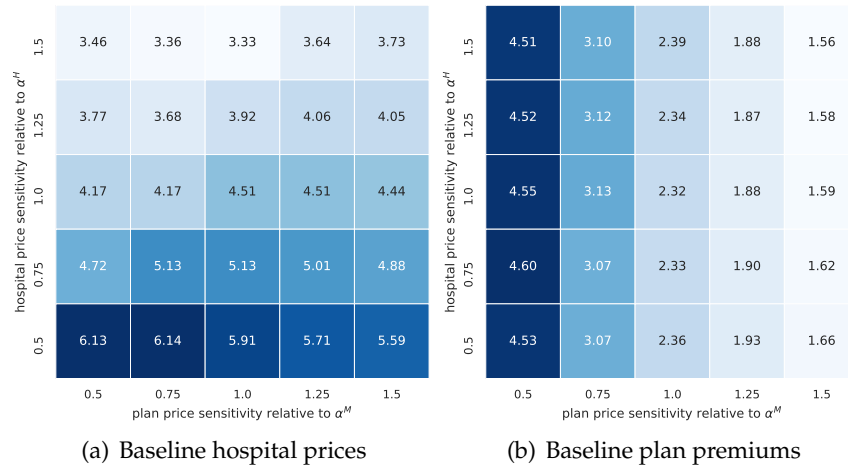 hospital price sensitivity relative to α^H
1.5 3.46 3.36 3.33 3.64 3.73
1.25 3.77 3.68 3.92 4.06 4.05
1.0 4.17 4.17 4.51 4.51 4.44
0.75 4.72 5.13 5.13 5.01 4.88
0.5 6.13 6.14 5.91 5.71 5.59
0.5 0.75 1.0 1.25 1.5
plan price sensitivity relative to α^M
(a) Baseline hospital prices
hospital price sensitivity relative to α^H
1.5 4.51 3.10 2.39 1.88 1.56
1.25 4.52 3.12 2.34 1.87 1.58
1.0 4.55 3.13 2.32 1.88 1.59
0.75 4.60 3.07 2.33 1.90 1.62
0.5 4.53 3.07 2.36 1.93 1.66
0.5 0.75 1.0 1.25 1.5
plan price sensitivity relative to α^M
(b) Baseline plan premiums